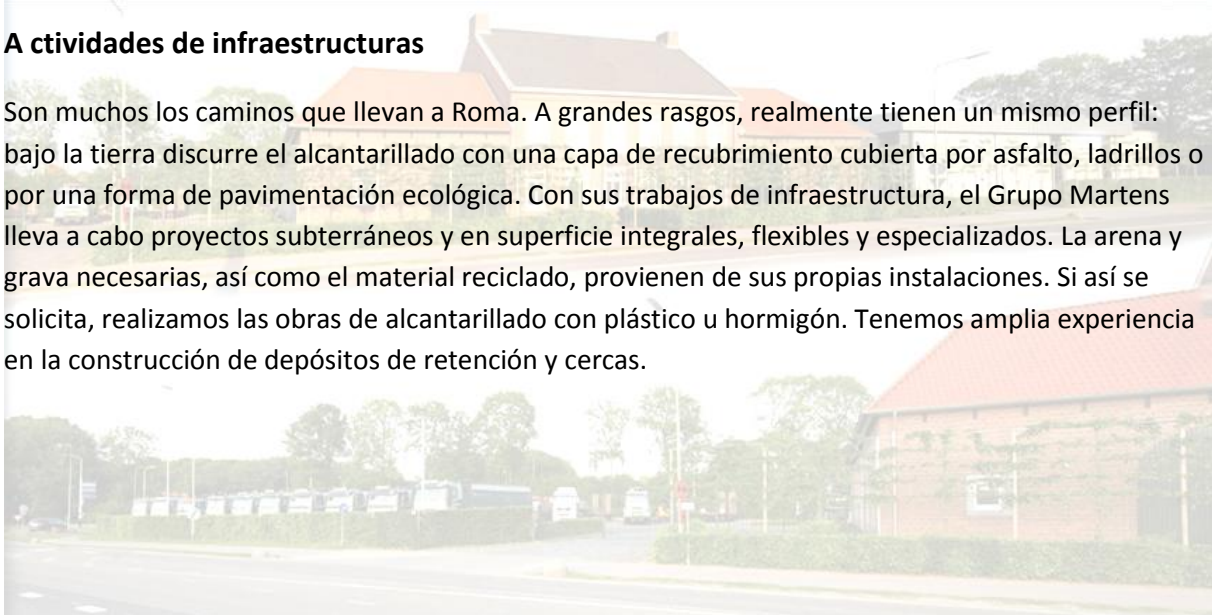 A ctividades de infraestructuras
Son muchos los caminos que llevan a Roma. A grandes rasgos, realmente tienen un mismo perfil:
bajo la tierra discurre el alcantarillado con una capa de recubrimiento cubierta por asfalto, ladrillos o
por una forma de pavimentación ecológica. Con sus trabajos de infraestructura, el Grupo Martens
lleva a cabo proyectos subterráneos y en superficie integrales, flexibles y especializados. La arena y
grava necesarias, así como el material reciclado, provienen de sus propias instalaciones. Si así se
solicita, realizamos las obras de alcantarillado con plástico u hormigón. Tenemos amplia experiencia
en la construcción de depósitos de retención y cercas.